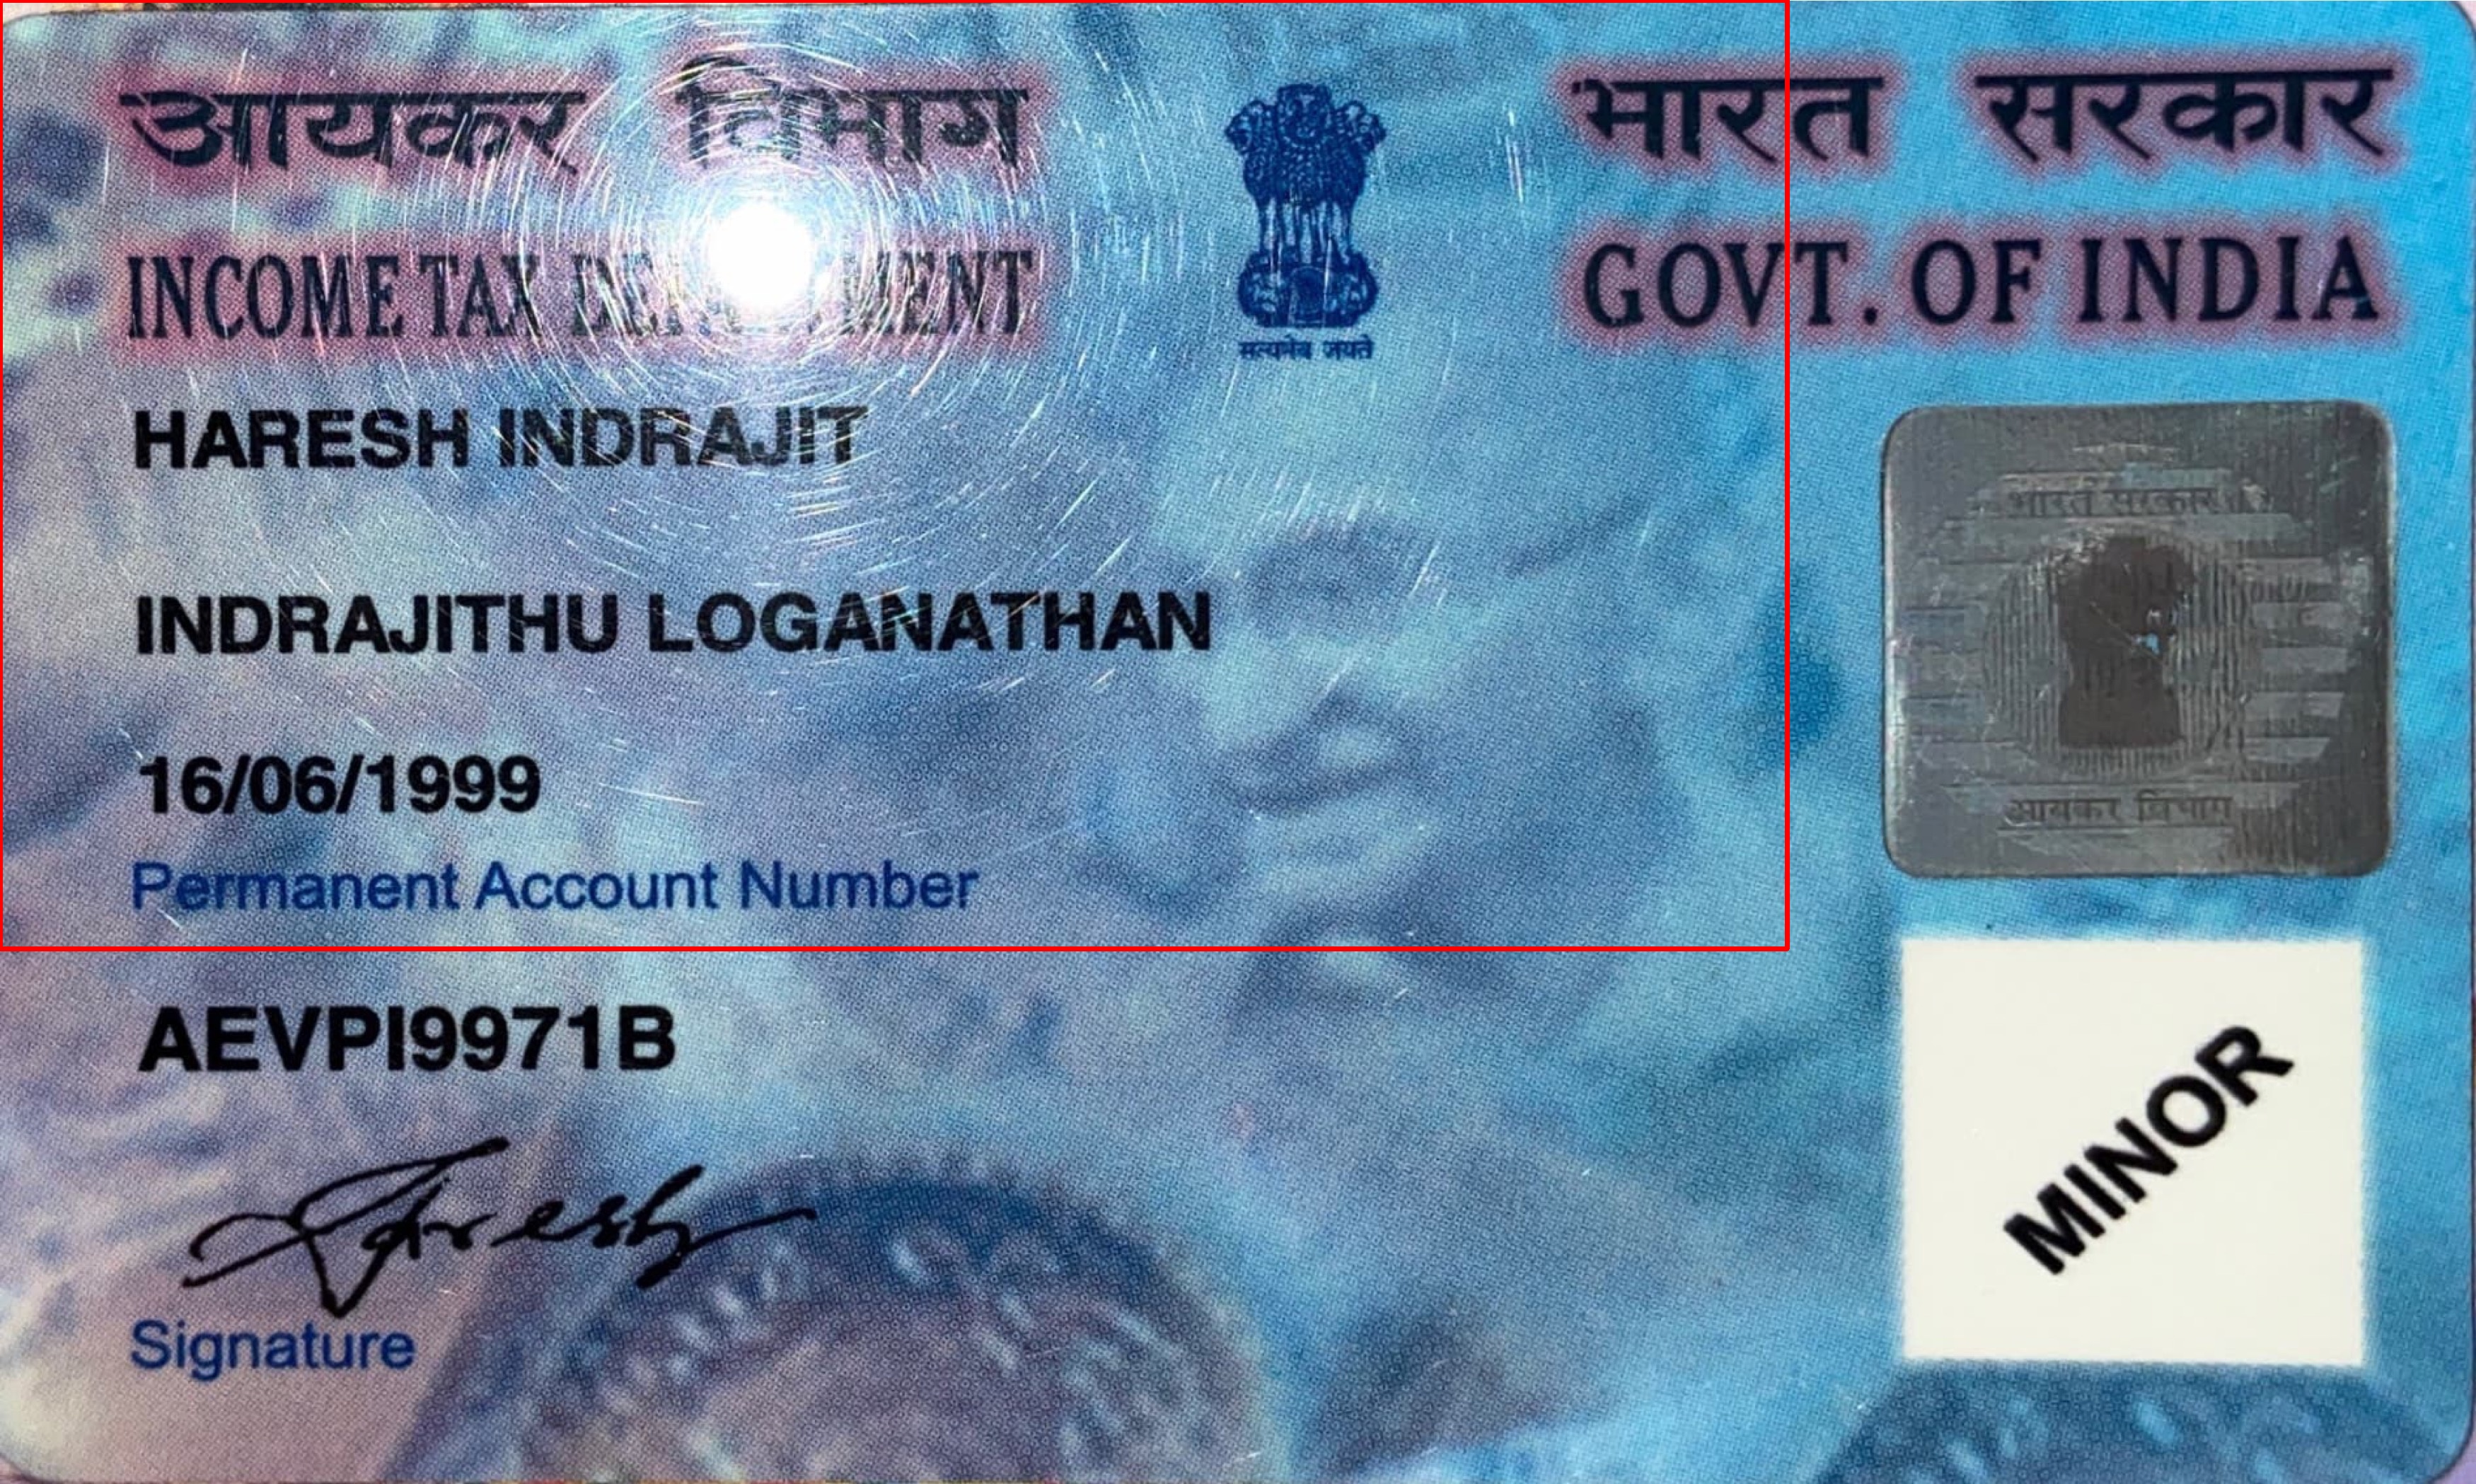 आयकर विभाग भारत सरकार
INCOME TAX DEPARTMENT GOVT. OF INDIA
सत्यमेव जयते
HARESH INDRAJIT
भारत सरकार
INDRAJITHU LOGANATHAN
16/06/1999
आयकर विभाग
Permanent Account Number
AEVPI9971B
MINOR
Haresh
Signature